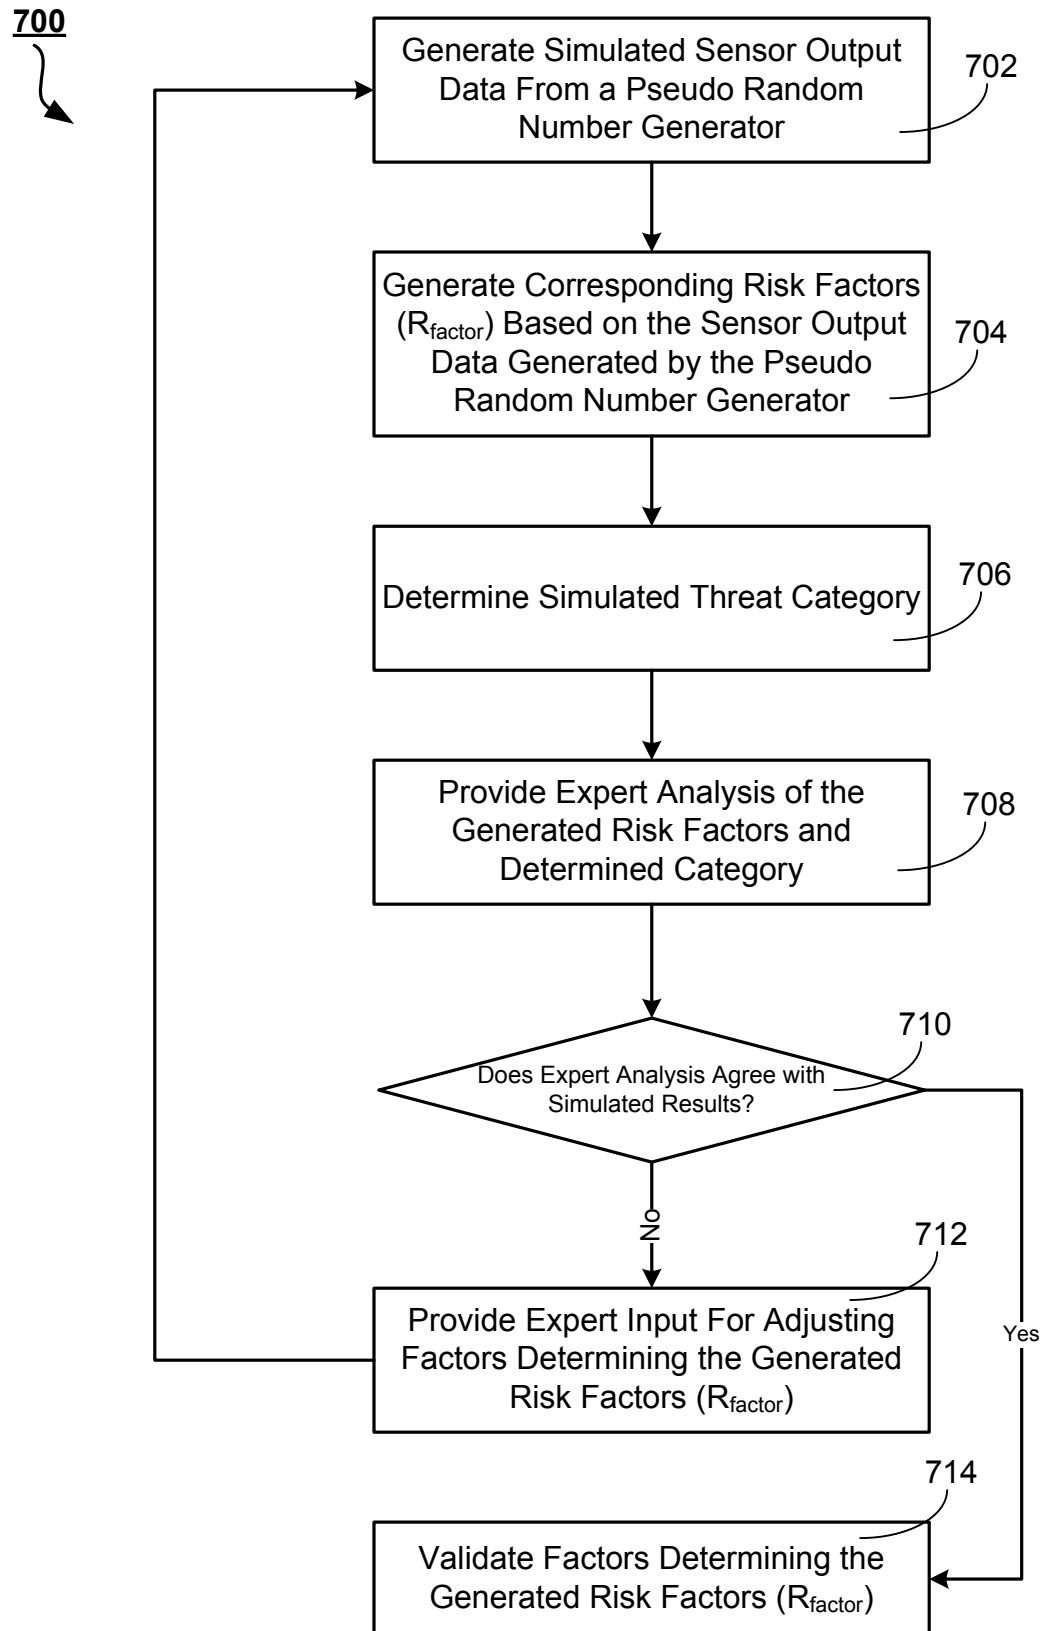 700
Generate Simulated Sensor Output
Data From a Pseudo Random
Number Generator
702
Generate Corresponding Risk Factors
(Rfactor) Based on the Sensor Output
Data Generated by the Pseudo
Random Number Generator
704
Determine Simulated Threat Category
706
Provide Expert Analysis of the
Generated Risk Factors and
Determined Category
708
Does Expert Analysis Agree with
Simulated Results?
710
No
Yes
Provide Expert Input For Adjusting
Factors Determining the Generated
Risk Factors (Rfactor)
712
Validate Factors Determining the
Generated Risk Factors (Rfactor)
714